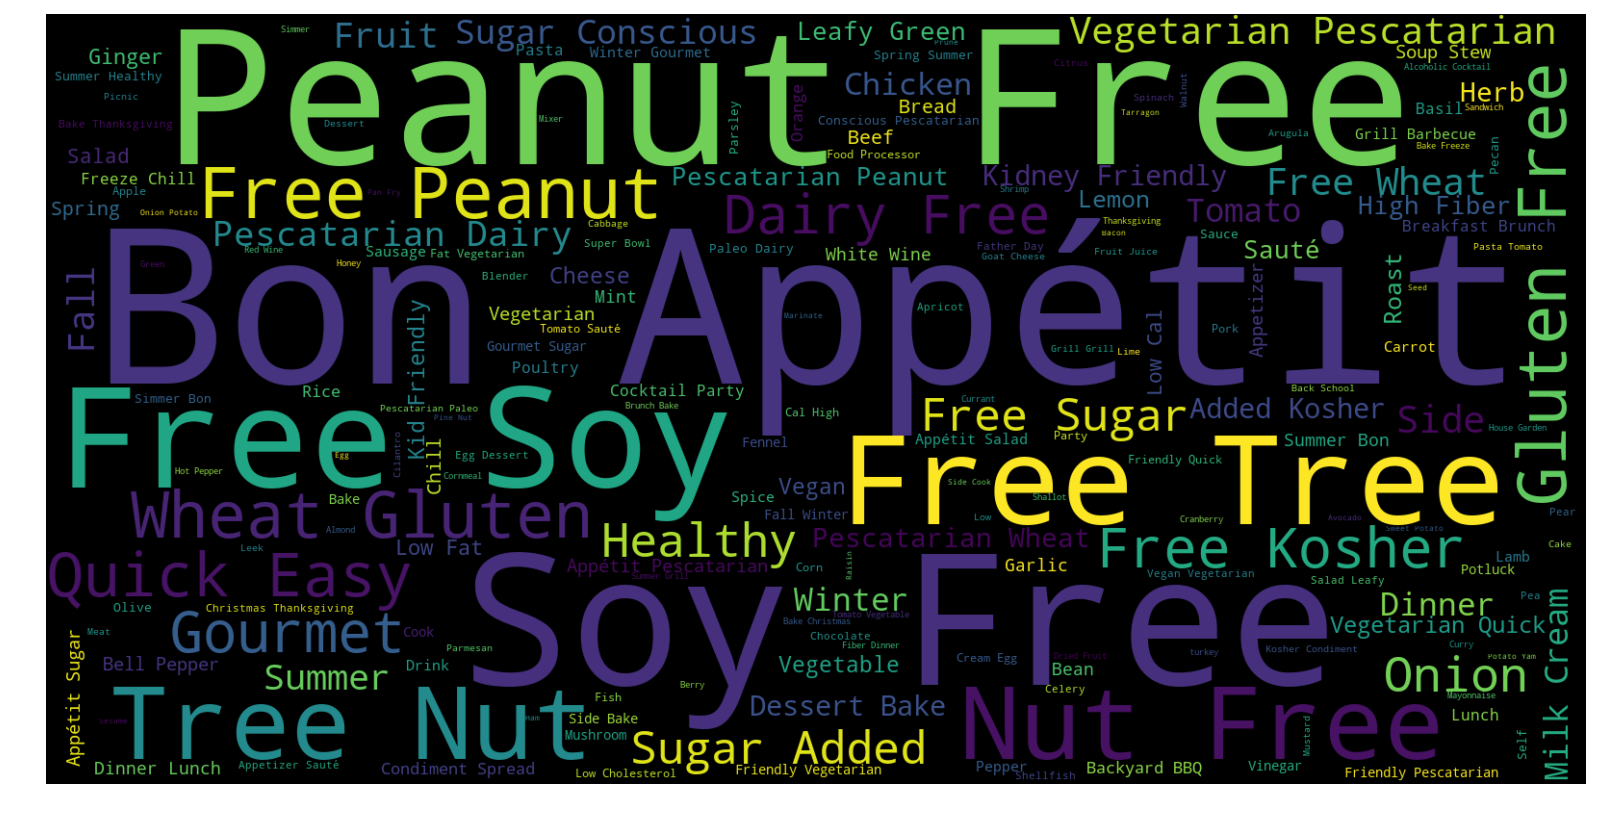 Simmer
Fruit
Sugar Conscious
Leafy Green
Vegetarian Pescatarian
Ginger
Pasta
Winter Gourmet
Prune
Spring Summer
Soup Stew
Peanut Free
Summer Healthy
Citrus
Alcoholic Cocktail
Chicken
Picnic
Orange
Spinach
Walnut
Herb
Bread
Tarragon
Basil
Sandwich
Bake Thanksgiving
Dessert
Mixer
Parsley
Conscious Pescatarian
Beef
Arugula
Grill Barbecue
Bake Freeze
Salad
Food Processor
Pecan
Gluten Free
Freeze Chill
Free Peanut
Pescatarian Peanut
Kidney Friendly
Free Wheat
Apple
Pan Fry
Shrimp
Lemon
Spring
Onion Potato
Dairy Free
Tomato
High Fiber
Cabbage
Thanksgiving
Breakfast Brunch
Pescatarian Dairy
Bacon
Sauce
Red Wine
Sausage
Fat Vegetarian
Super Bowl
Paleo Dairy
White Wine
Father Day
Goat Cheese
Fruit Juice
Sauté
Pasta Tomato
Green
Honey
Bon Appétit
Blender
Cheese
Fall
Mint
Roast
Seed
Appetizer
Kid Friendly
Vegetarian
Apricot
Marinate
Tomato Sauté
Low Cal
Pork
Gourmet Sugar
Grill Grill
Lime
Carrot
Poultry
Free Soy
Rice
Cocktail Party
Back School
Simmer Bon
Brunch Bake
Currant
Pescatarian Paleo
Pine Nut
Cal High
Free Sugar
Added Kosher
Side
House Garden
Cilantro
Fennel
Appétit Salad
Party
Summer Bon
Egg
Chill
Egg Dessert
Free Tree
Friendly Quick
Hot Pepper
Cornmeal
Side Cook
Vegan
Bake
Spice
Shallot
Wheat Gluten
Almond
Fall Winter
Low
Cranberry
Avocado
Sweet Potato
Pear
Leek
Low Fat
Healthy
Pescatarian Wheat
Free Kosher
Cake
Quick Easy
Appétit Pescatarian
Summer Grill
Corn
Raisin
Garlic
Vegan Vegetarian
Lamb
Potluck
Salad Leafy
Soy Free
Olive
Christmas Thanksgiving
Winter
Tomato Vegetable
Dinner
Pea
Bake Christmas
Meat
Gourmet
Cook
Chocolate
Fiber Dinner
Vegetarian Quick
Milk Cream
Appétit Sugar
Parmesan
Curry
Bell Pepper
Drink
Vegetable
Cream Egg
Dried Fruit
Bean
turkey
Kosher Condiment
Potato Yam
Summer
Berry
Celery
Onion
Fish
Mayonnaise
Tree Nut
Ham
Side Bake
Dessert Bake
Nut Free
Lunch
Mushroom
Sugar Added
Mustard
Self
Dinner Lunch
Appetizer Sauté
Condiment Spread
Low Cholesterol
Friendly Vegetarian
Pepper
Shellfish
Backyard BBQ
Vinegar
Friendly Pescatarian